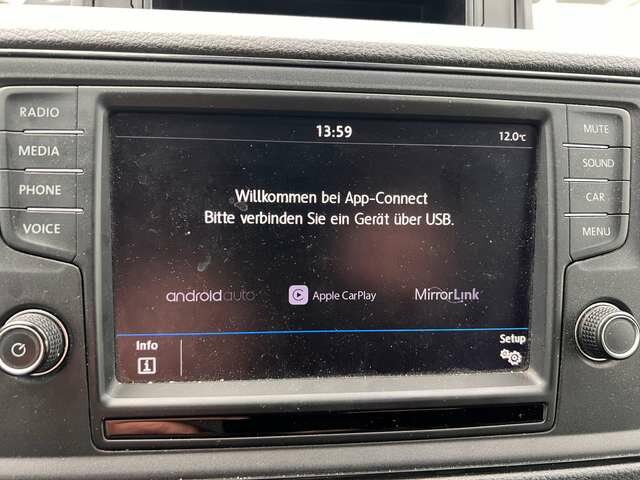 13:59
12.0°C
RADIO
MEDIA
PHONE
VOICE
MUTE
SOUND
CAR
MENU
Willkommen bei App-Connect
Bitte verbinden Sie ein Gerät über USB.
androidauto
Apple CarPlay
MirrorLink
Info
Setup